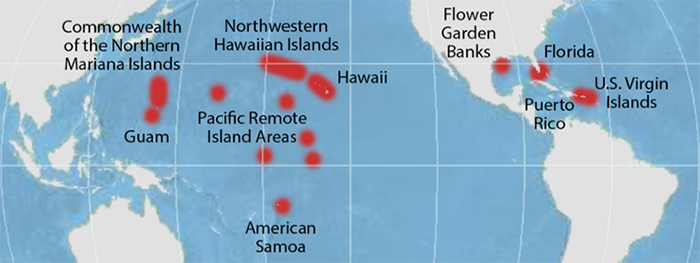 Commonwealth
of the Northern
Mariana Islands
Guam
Northwestern
Hawaiian Islands
Hawaii
Pacific Remote
Island Areas
American
Samoa
Flower
Garden
Banks
Florida
Puerto
Rico
U.S. Virgin
Islands